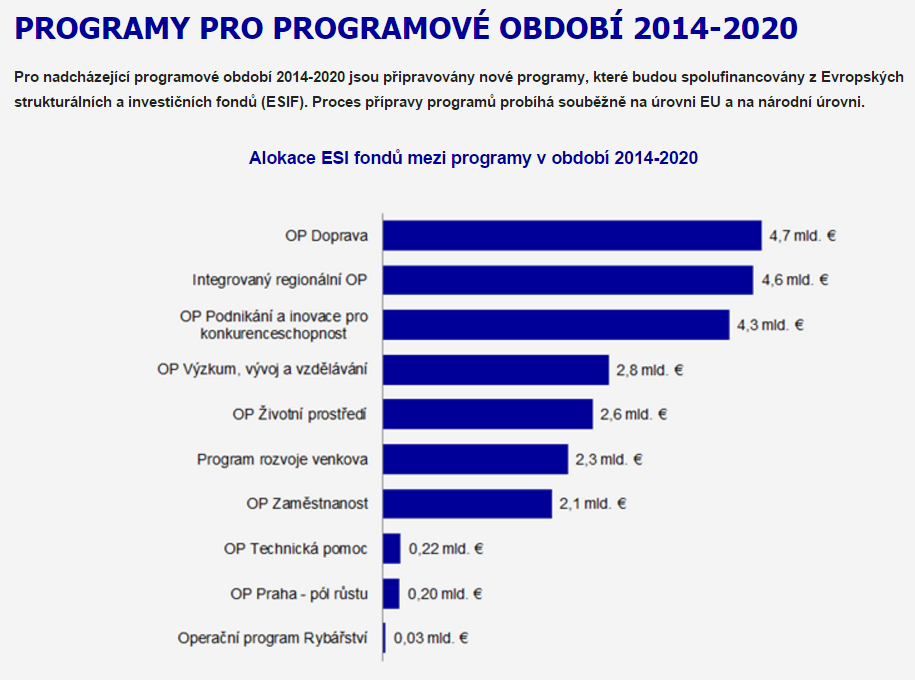 PROGRAMY PRO PROGRAMOVÉ OBDOBÍ 2014-2020
Pro nadcházející programové období 2014-2020 jsou připravovány nové programy, které budou spolufinancovány z Evropských
strukturálních a investičních fondů (ESIF). Proces přípravy programů probíhá souběžně na úrovni EU a na národní úrovni.
Alokace ESI fondů mezi programy v období 2014-2020
OP Doprava 4,7 mld. €
Integrovaný regionální OP 4,6 mld. €
OP Podnikání a inovace pro
konkurenceschopnost 4,3 mld. €
OP Výzkum, vývoj a vzdělávání 2,8 mld. €
OP Životní prostředí 2,6 mld. €
Program rozvoje venkova 2,3 mld. €
OP Zaměstnanost 2,1 mld. €
OP Technická pomoc 0,22 mld. €
OP Praha - pól růstu 0,20 mld. €
Operační program Rybářství 0,03 mld. €